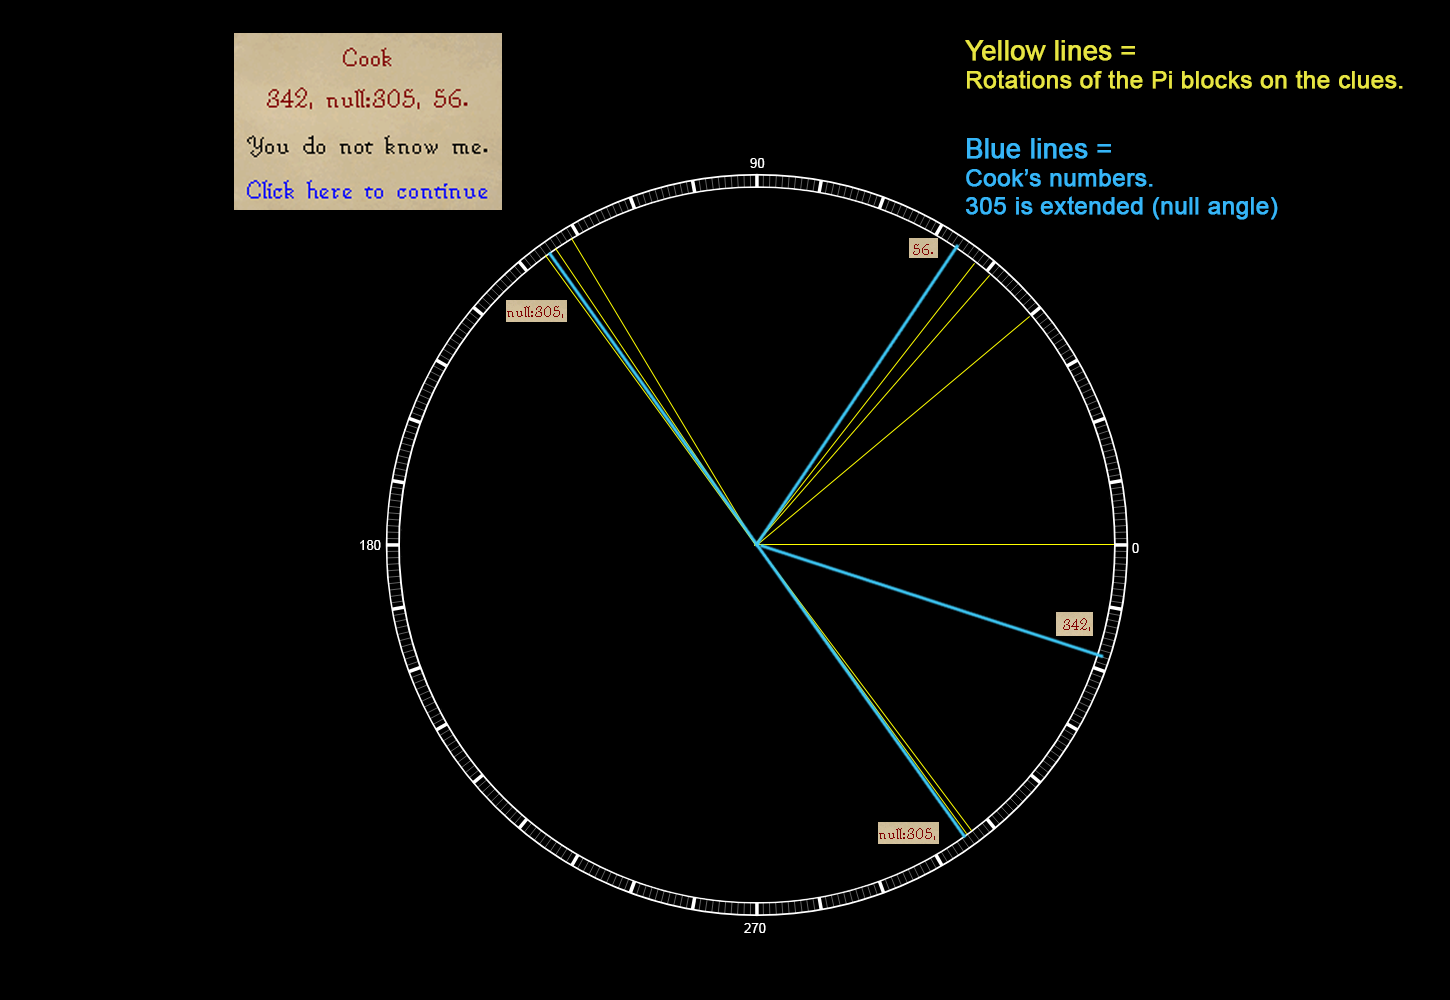 Cook
342, null:305, 56.
You do not know me.
Click here to continue
Yellow lines =
Rotations of the Pi blocks on the clues.
Blue lines =
Cook's numbers.
305 is extended (null angle)
90
56.
null:305,
180
0
342,
null:305,
270